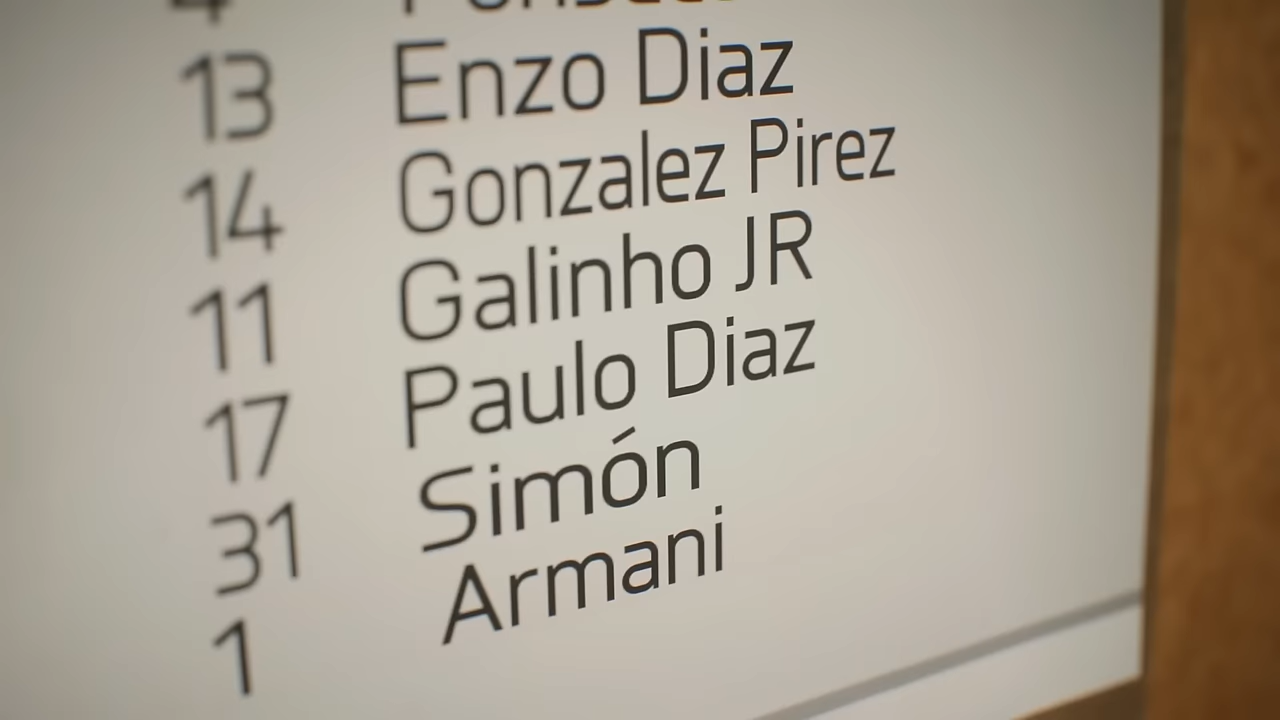 13 Enzo Diaz
14 Gonzalez Pirez
11 Galinho JR
17 Paulo Diaz
31 Simón
1 Armani